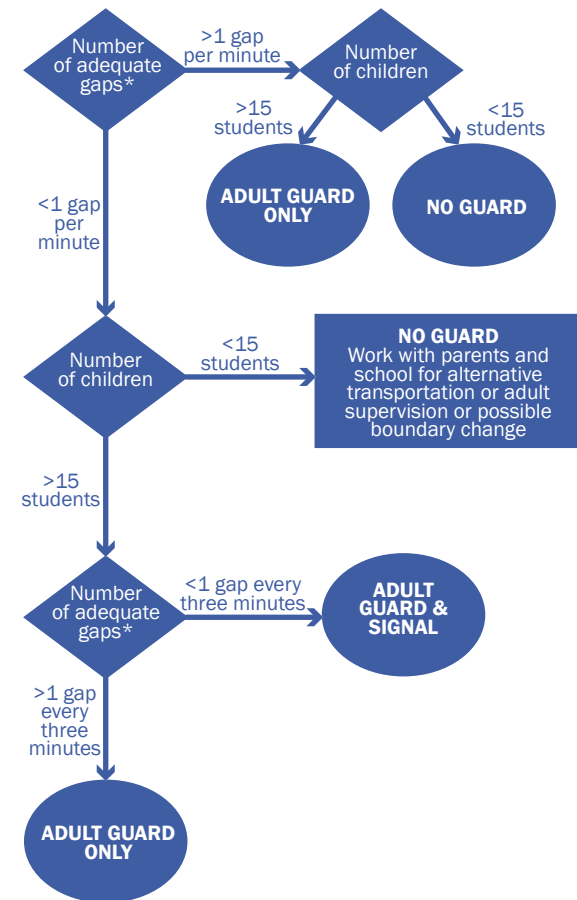 Number
of adequate
gaps*
>1 gap
per minute
Number
of children
>15
students
<15
students
ADULT GUARD
ONLY
NO GUARD
<1 gap
per
minute
Number
of children
<15
students
NO GUARD
Work with parents and
school for alternative
transportation or adult
supervision or possible
boundary change
>15
students
Number
of adequate
gaps*
<1 gap every
three minutes
ADULT
GUARD &
SIGNAL
>1 gap
every
three
minutes
ADULT GUARD
ONLY